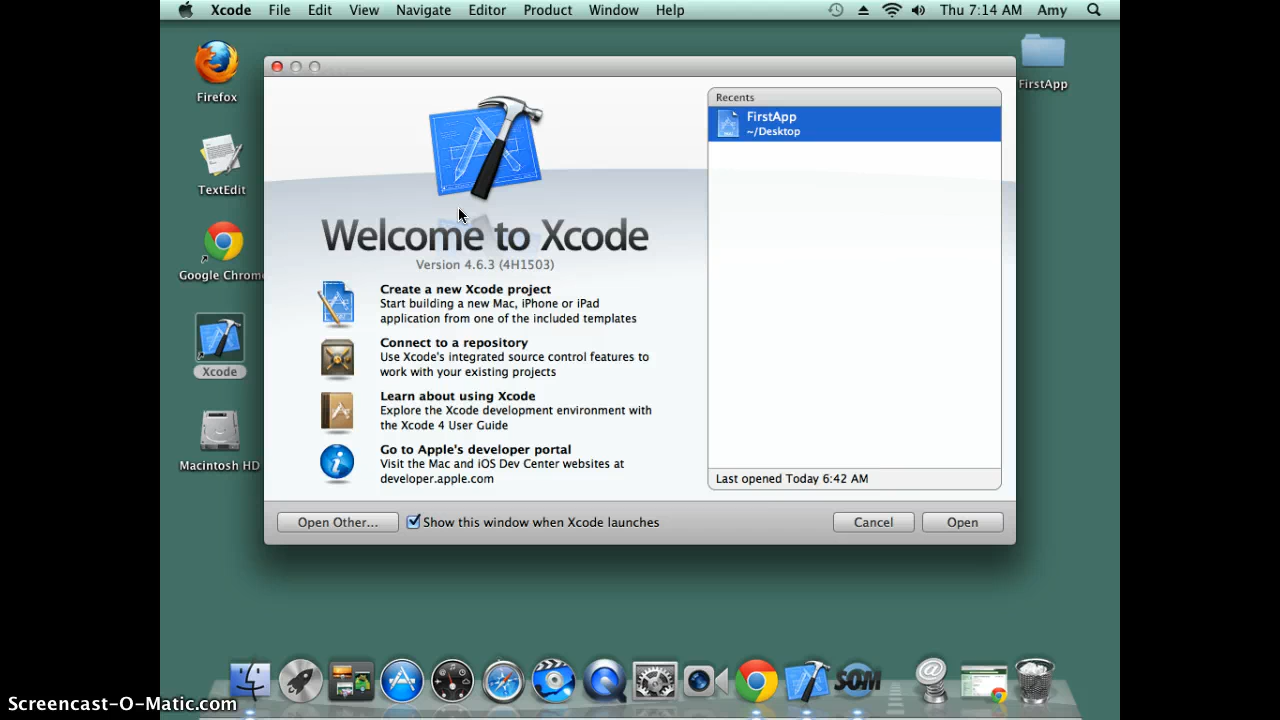 Xcode File Edit View Navigate Editor Product Window Help Thu 7:14 AM Amy
Firefox
TextEdit
Google Chrom
Xcode
Macintosh HD
FirstApp
Welcome to Xcode
Version 4.6.3 (4H1503)
Create a new Xcode project
Start building a new Mac, iPhone or iPad
application from one of the included templates
Connect to a repository
Use Xcode's integrated source control features to
work with your existing projects
Learn about using Xcode
Explore the Xcode development environment with
the Xcode 4 User Guide
Go to Apple's developer portal
Visit the Mac and iOS Dev Center websites at
developer.apple.com
Recents
FirstApp
~/Desktop
Last opened Today 6:42 AM
Open Other... Show this window when Xcode launches Cancel Open
SOM
Screencast-O-Matic.com